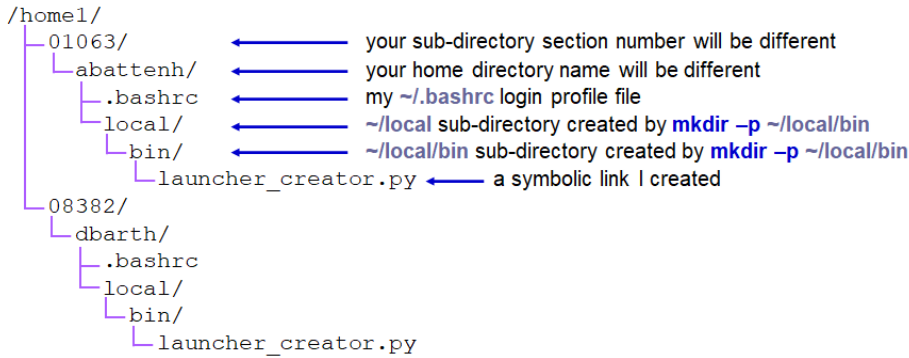 /home1/
01063/ your sub-directory section number will be different
abattenh/ your home directory name will be different
.bashrc my ~/.bashrc login profile file
local/ ~/local sub-directory created by mkdir –p ~/local/bin
bin/ ~/local/bin sub-directory created by mkdir –p ~/local/bin
launcher_creator.py a symbolic link I created
08382/
dbarth/
.bashrc
local/
bin/
launcher_creator.py